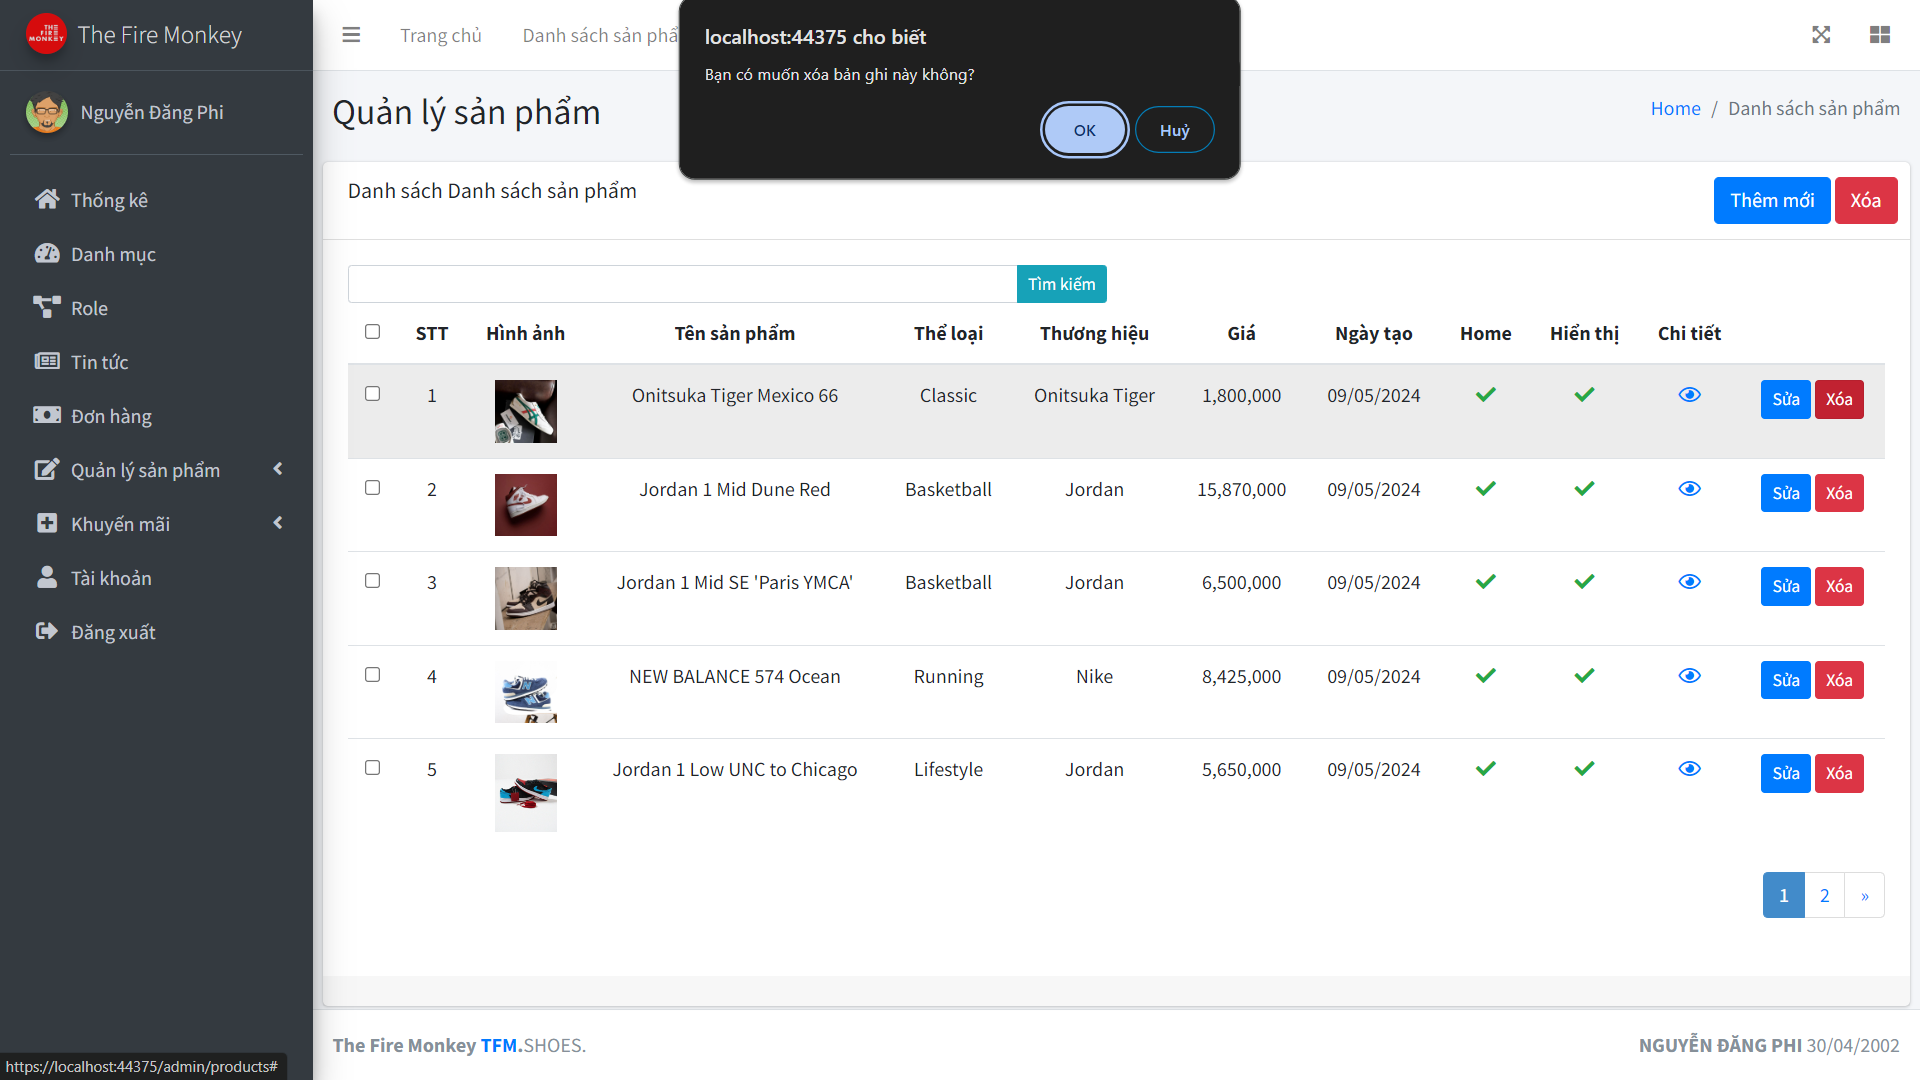 THE FIRE MONKEY
The Fire Monkey
Nguyễn Đăng Phi
Thống kê
Danh mục
Role
Tin tức
Đơn hàng
Quản lý sản phẩm
Khuyến mãi
Tài khoản
Đăng xuất
Trang chủ Danh sách sản phẩ
localhost:44375 cho biết
Bạn có muốn xóa bản ghi này không?
OK Huỷ
Quản lý sản phẩm
Home / Danh sách sản phẩm
Danh sách Danh sách sản phẩm
Thêm mới Xóa
Tìm kiếm
STT Hình ảnh Tên sản phẩm Thể loại Thương hiệu Giá Ngày tạo Home Hiển thị Chi tiết
1 Onitsuka Tiger Mexico 66 Classic Onitsuka Tiger 1,800,000 09/05/2024 Sửa Xóa
2 Jordan 1 Mid Dune Red Basketball Jordan 15,870,000 09/05/2024 Sửa Xóa
3 Jordan 1 Mid SE 'Paris YMCA' Basketball Jordan 6,500,000 09/05/2024 Sửa Xóa
4 NEW BALANCE 574 Ocean Running Nike 8,425,000 09/05/2024 Sửa Xóa
5 Jordan 1 Low UNC to Chicago Lifestyle Jordan 5,650,000 09/05/2024 Sửa Xóa
1 2 »
The Fire Monkey TFM.SHOES.
NGUYỄN ĐĂNG PHI 30/04/2002
https://localhost:44375/admin/products#